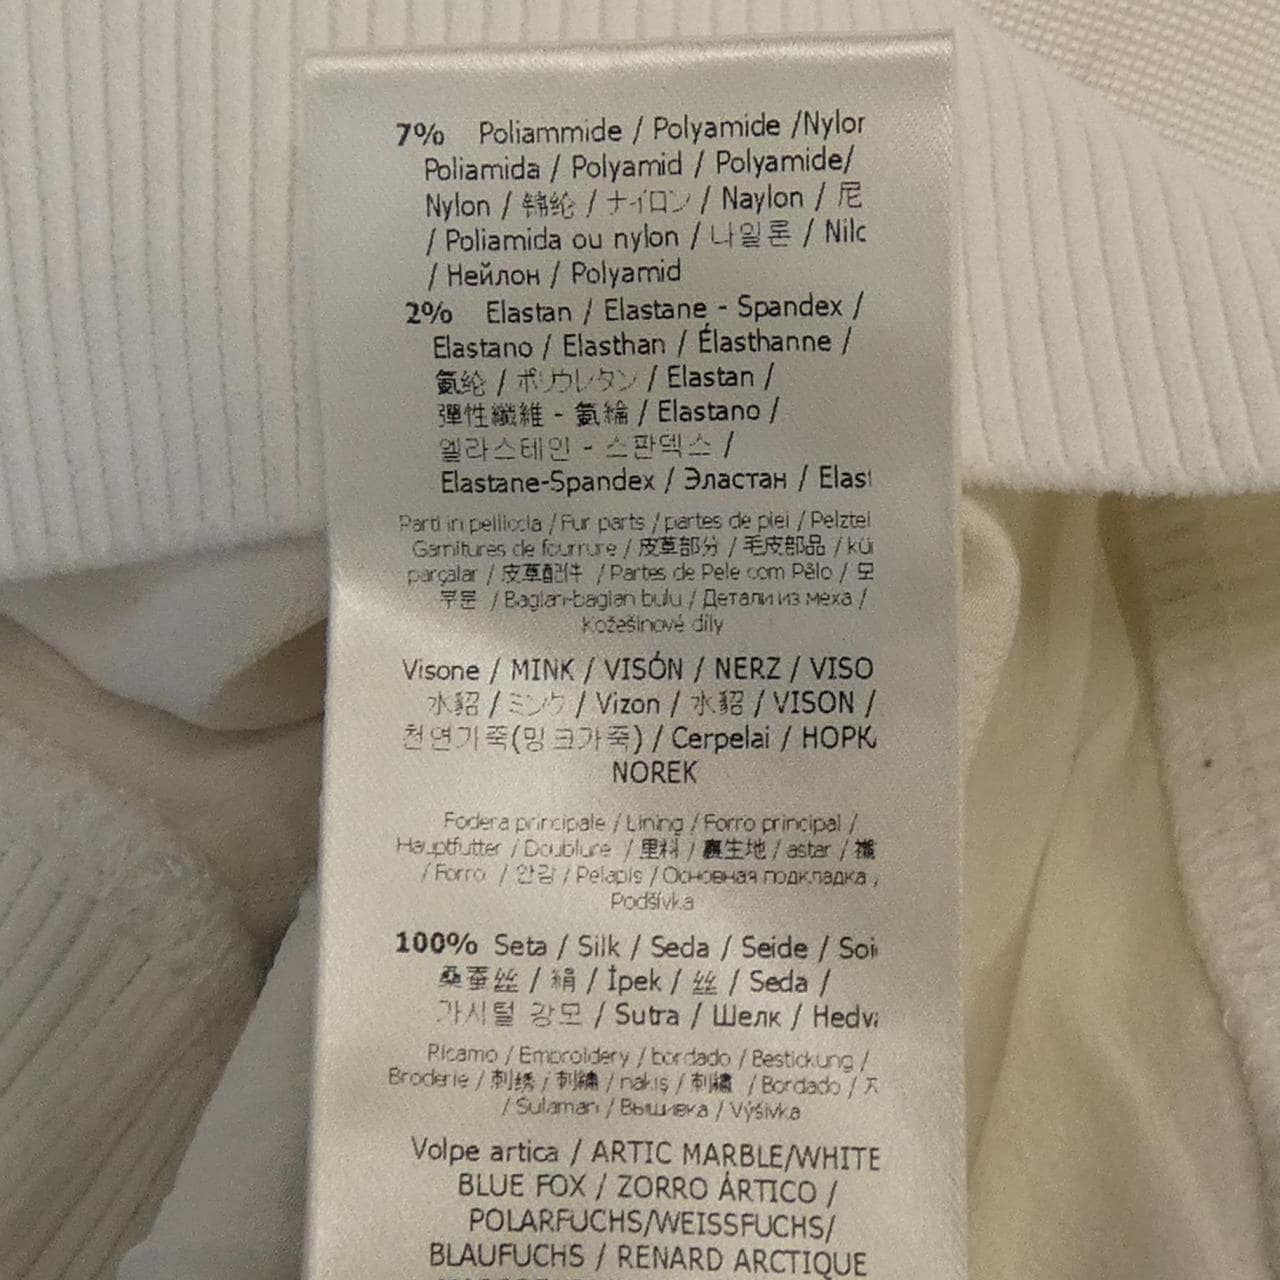 7% Poliammide / Polyamide /Nylor
Poliamida / Polyamid / Polyamide/
Nylon / 锦纶 / ナイロン / Naylon / 尼
/ Poliamida ou nylon / 나일론 / Nilo
/ Нейлон / Polyamid
2% Elastan / Elastane - Spandex /
Elastano / Elasthan / Élasthanne /
氨纶 / ポリウレタン / Elastan /
彈性纖維 - 氨綸 / Elastano /
엘라스테인 - 스판덱스 /
Elastane-Spandex / Эластан / Elast
Parti in pelliccia / Fur parts / partes de piel / Pelztei
Garnitures de fourrure / 皮草部分 / 毛皮部品 / kü
parçalar / 皮草配件 / Partes de Pele com Pêlo / 모
부분 / Bagian-bagian bulu / Детали из меха /
Kožešinové díly
Visone / MINK / VISÓN / NERZ / VISO
水貂 / ミンク / Vizon / 水貂 / VISON /
천연가죽(밍크가죽) / Cerpelai / НОРК
NOREK
Fodera principale / Lining / Forro principal /
Hauptfutter / Doublure / 里料 / 裏生地 / astar / 襯
/ Forro / 안감 / Pelapis / Основная подкладка
Podšívka
100% Seta / Silk / Seda / Seide / Soi
桑蚕丝 / 絹 / İpek / 丝 / Seda /
가시털 강모 / Sutra / Шелк / Hedva
Ricamo / Embroidery / bordado / Bestickung /
Broderie / 刺绣 / 刺繍 / nakış / 刺繡 / Bordado /
/ Sulaman / Вышивка / Výšivka
Volpe artica / ARTIC MARBLE/WHITE
BLUE FOX / ZORRO ÁRTICO /
POLARFUCHS/WEISSFUCHS/
BLAUFUCHS / RENARD ARCTIQUE